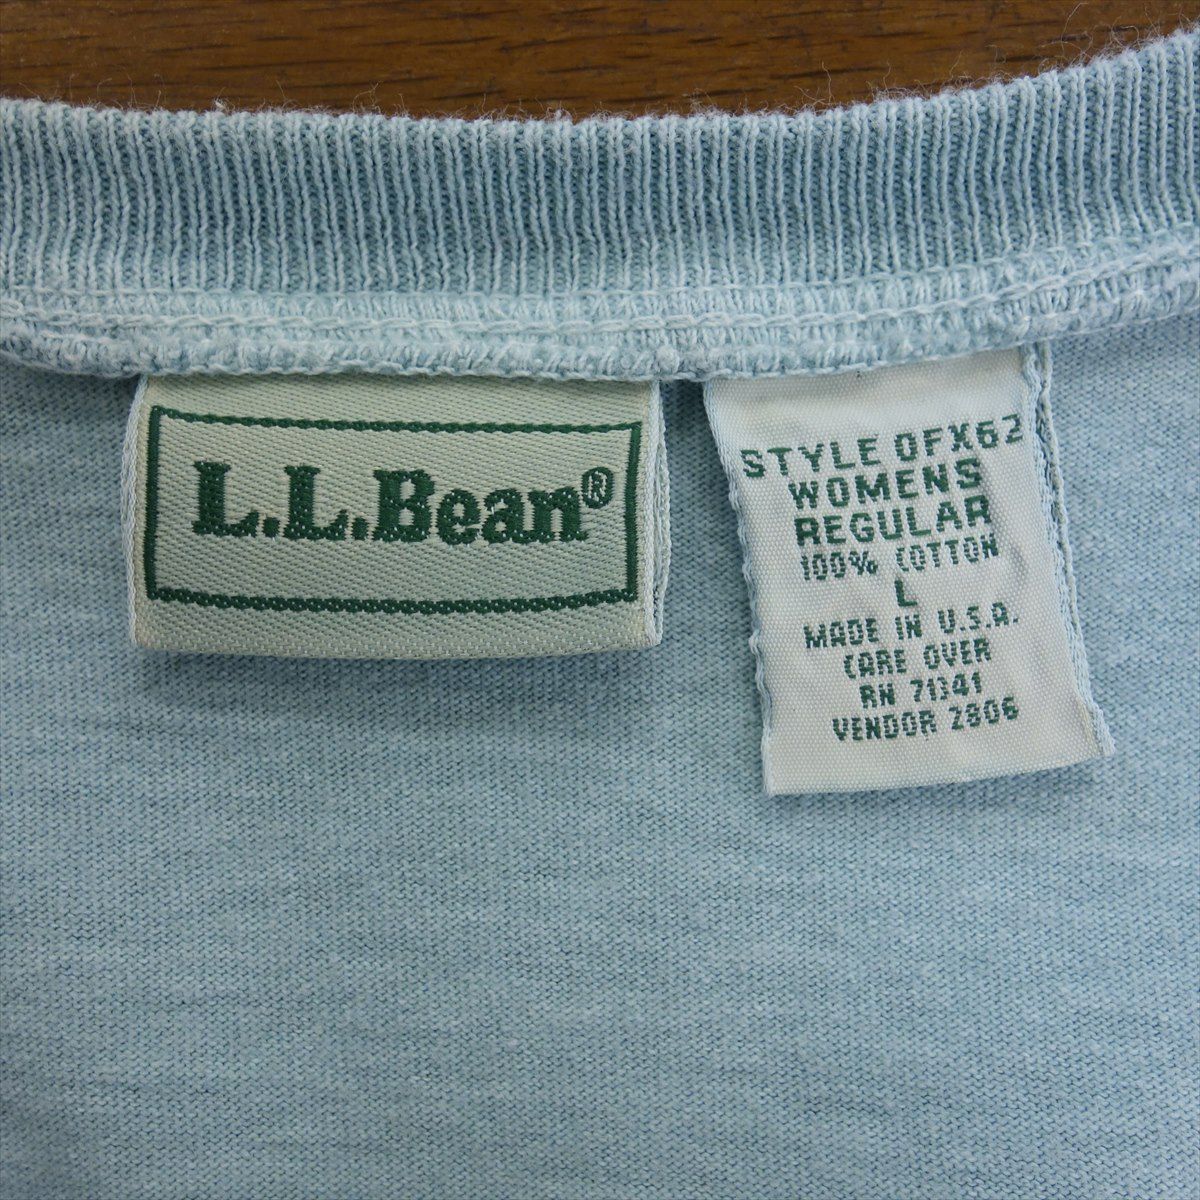 L.L.Bean®
STYLE 0FX62
WOMENS
REGULAR
100% COTTON
L
MADE IN U.S.A.
CARE OVER
RN 71341
VENDOR 2806